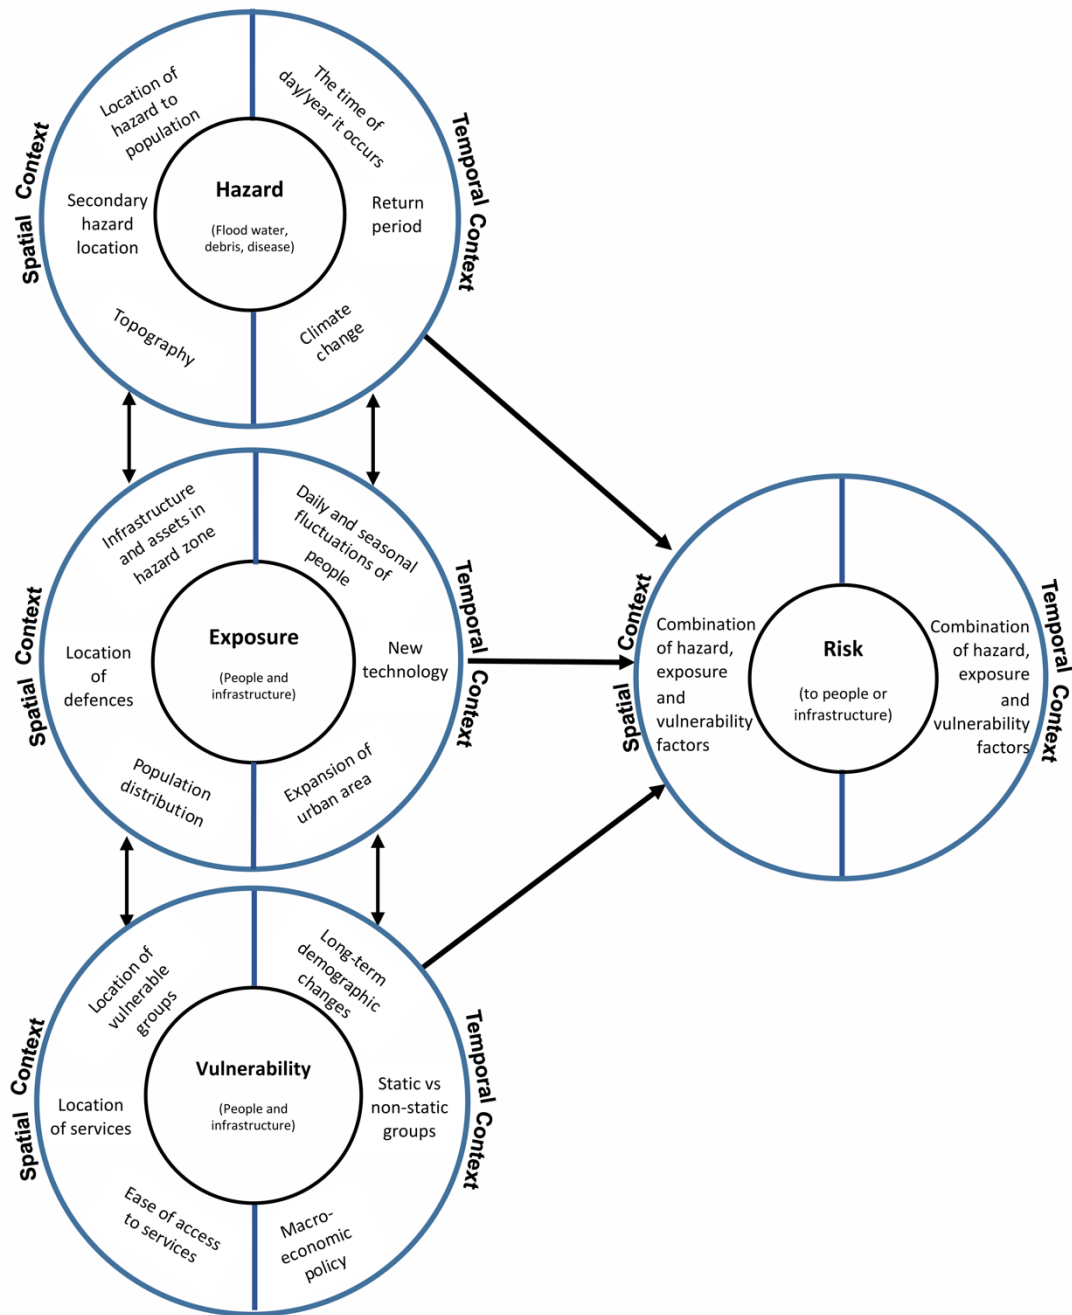 Spatial Context
Location of
hazard to
population
Secondary
hazard
location
Topography
Hazard
(Flood water,
debris, disease)
The time of
day/year it occurs
Return
period
Climate
change
Temporal Context
Spatial Context
Infrastructure
and assets in
hazard zone
Location
of
defences
Population
distribution
Exposure
(People and
infrastructure)
Daily and seasonal
fluctuations of
people
New
technology
Expansion of
urban area
Temporal Context
Spatial Context
Location of
vulnerable
groups
Location
of services
Ease of access
to services
Vulnerability
(People and
infrastructure)
Long-term
demographic
changes
Static vs
non-static
groups
Macro-
economic
policy
Temporal Context
Spatial Context
Combination
of hazard,
exposure
and
vulnerability
factors
Risk
(to people or
infrastructure)
Combination
of hazard,
exposure
and
vulnerability
factors
Temporal Context